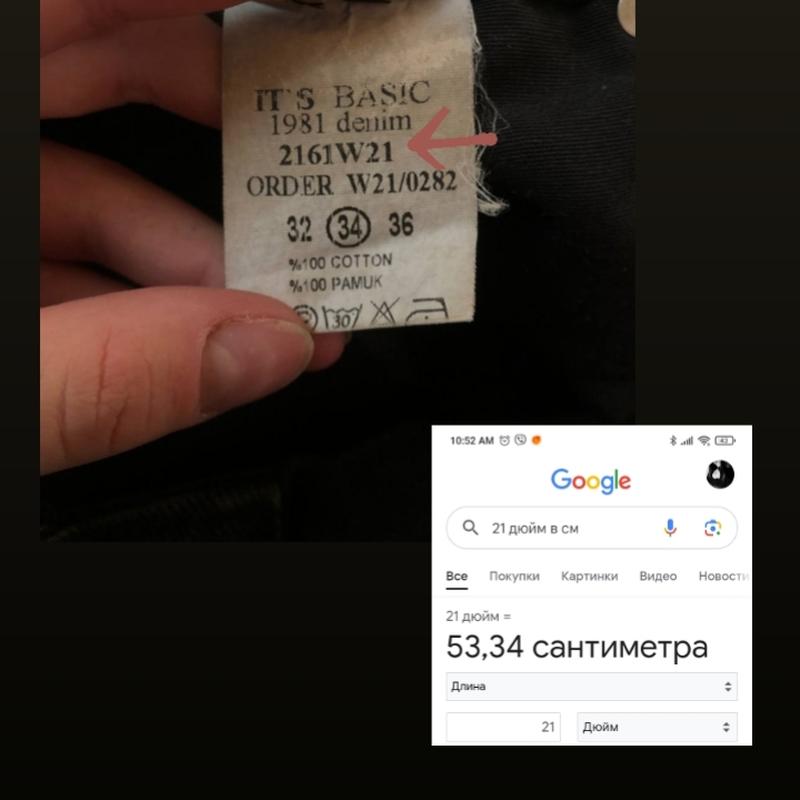 IT'S BASIC
1981 denim
2161W21
ORDER W21/0282
32 34 36
%100 COTTON
%100 PAMUK
30
10:52 AM
43
Google
21 дюйм в см
Все Покупки Картинки Видео Новости
21 дюйм =
53,34 сантиметра
Длина
21 Дюйм